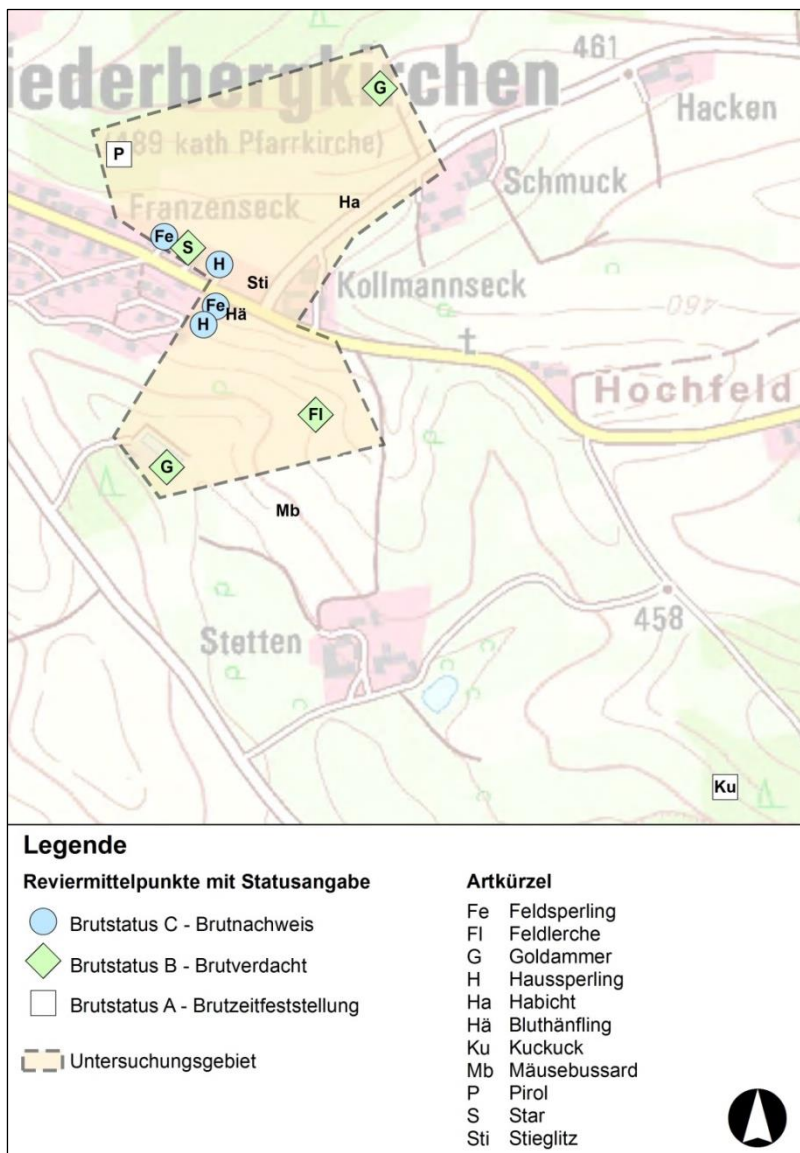 iederbergkirchen
461
Hacken
G
(489 kath Pfarrkirche)
P
Schmuck
Franzenseck
Ha
Fe
S
H
Sti
Kollmannseck
Fe
Hä
H
460
Hochfeld
Fl
G
Mb
Stetten
458
Ku
Legende
Reviermittelpunkte mit Statusangabe
Brutstatus C - Brutnachweis
Brutstatus B - Brutverdacht
Brutstatus A - Brutzeitfeststellung
Untersuchungsgebiet
Artkürzel
Fe Feldsperling
Fl Feldlerche
G Goldammer
H Haussperling
Ha Habicht
Hä Bluthänfling
Ku Kuckuck
Mb Mäusebussard
P Pirol
S Star
Sti Stieglitz